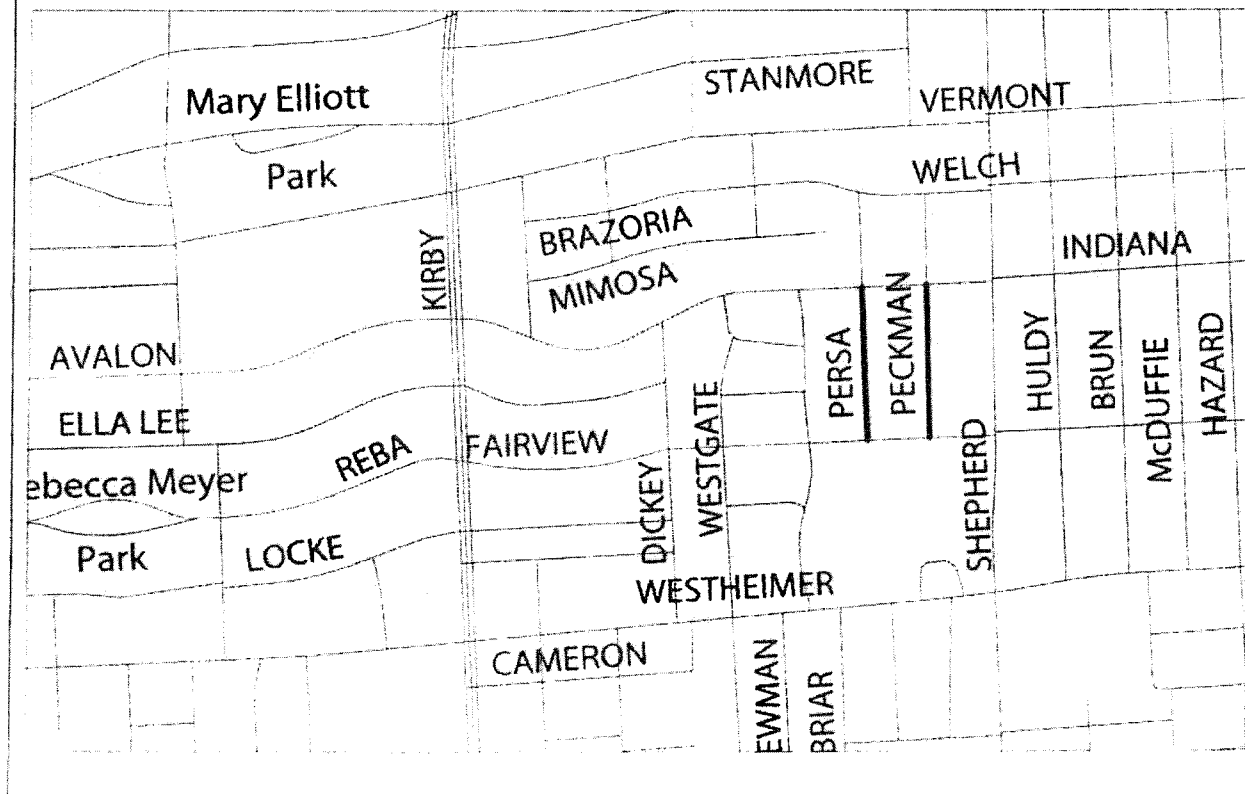 STANMORE
Mary Elliott
VERMONT
Park
WELCH
BRAZORIA
INDIANA
KIRBY
MIMOSA
AVALON
PERSA
PECKMAN
HULDY
BRUN
McDUFFIE
HAZARD
ELLA LEE
REBA
FAIRVIEW
WESTGATE
ebecca Meyer
DICKEY
SHEPHERD
Park
LOCKE
WESTHEIMER
CAMERON
EWMAN
BRIAR